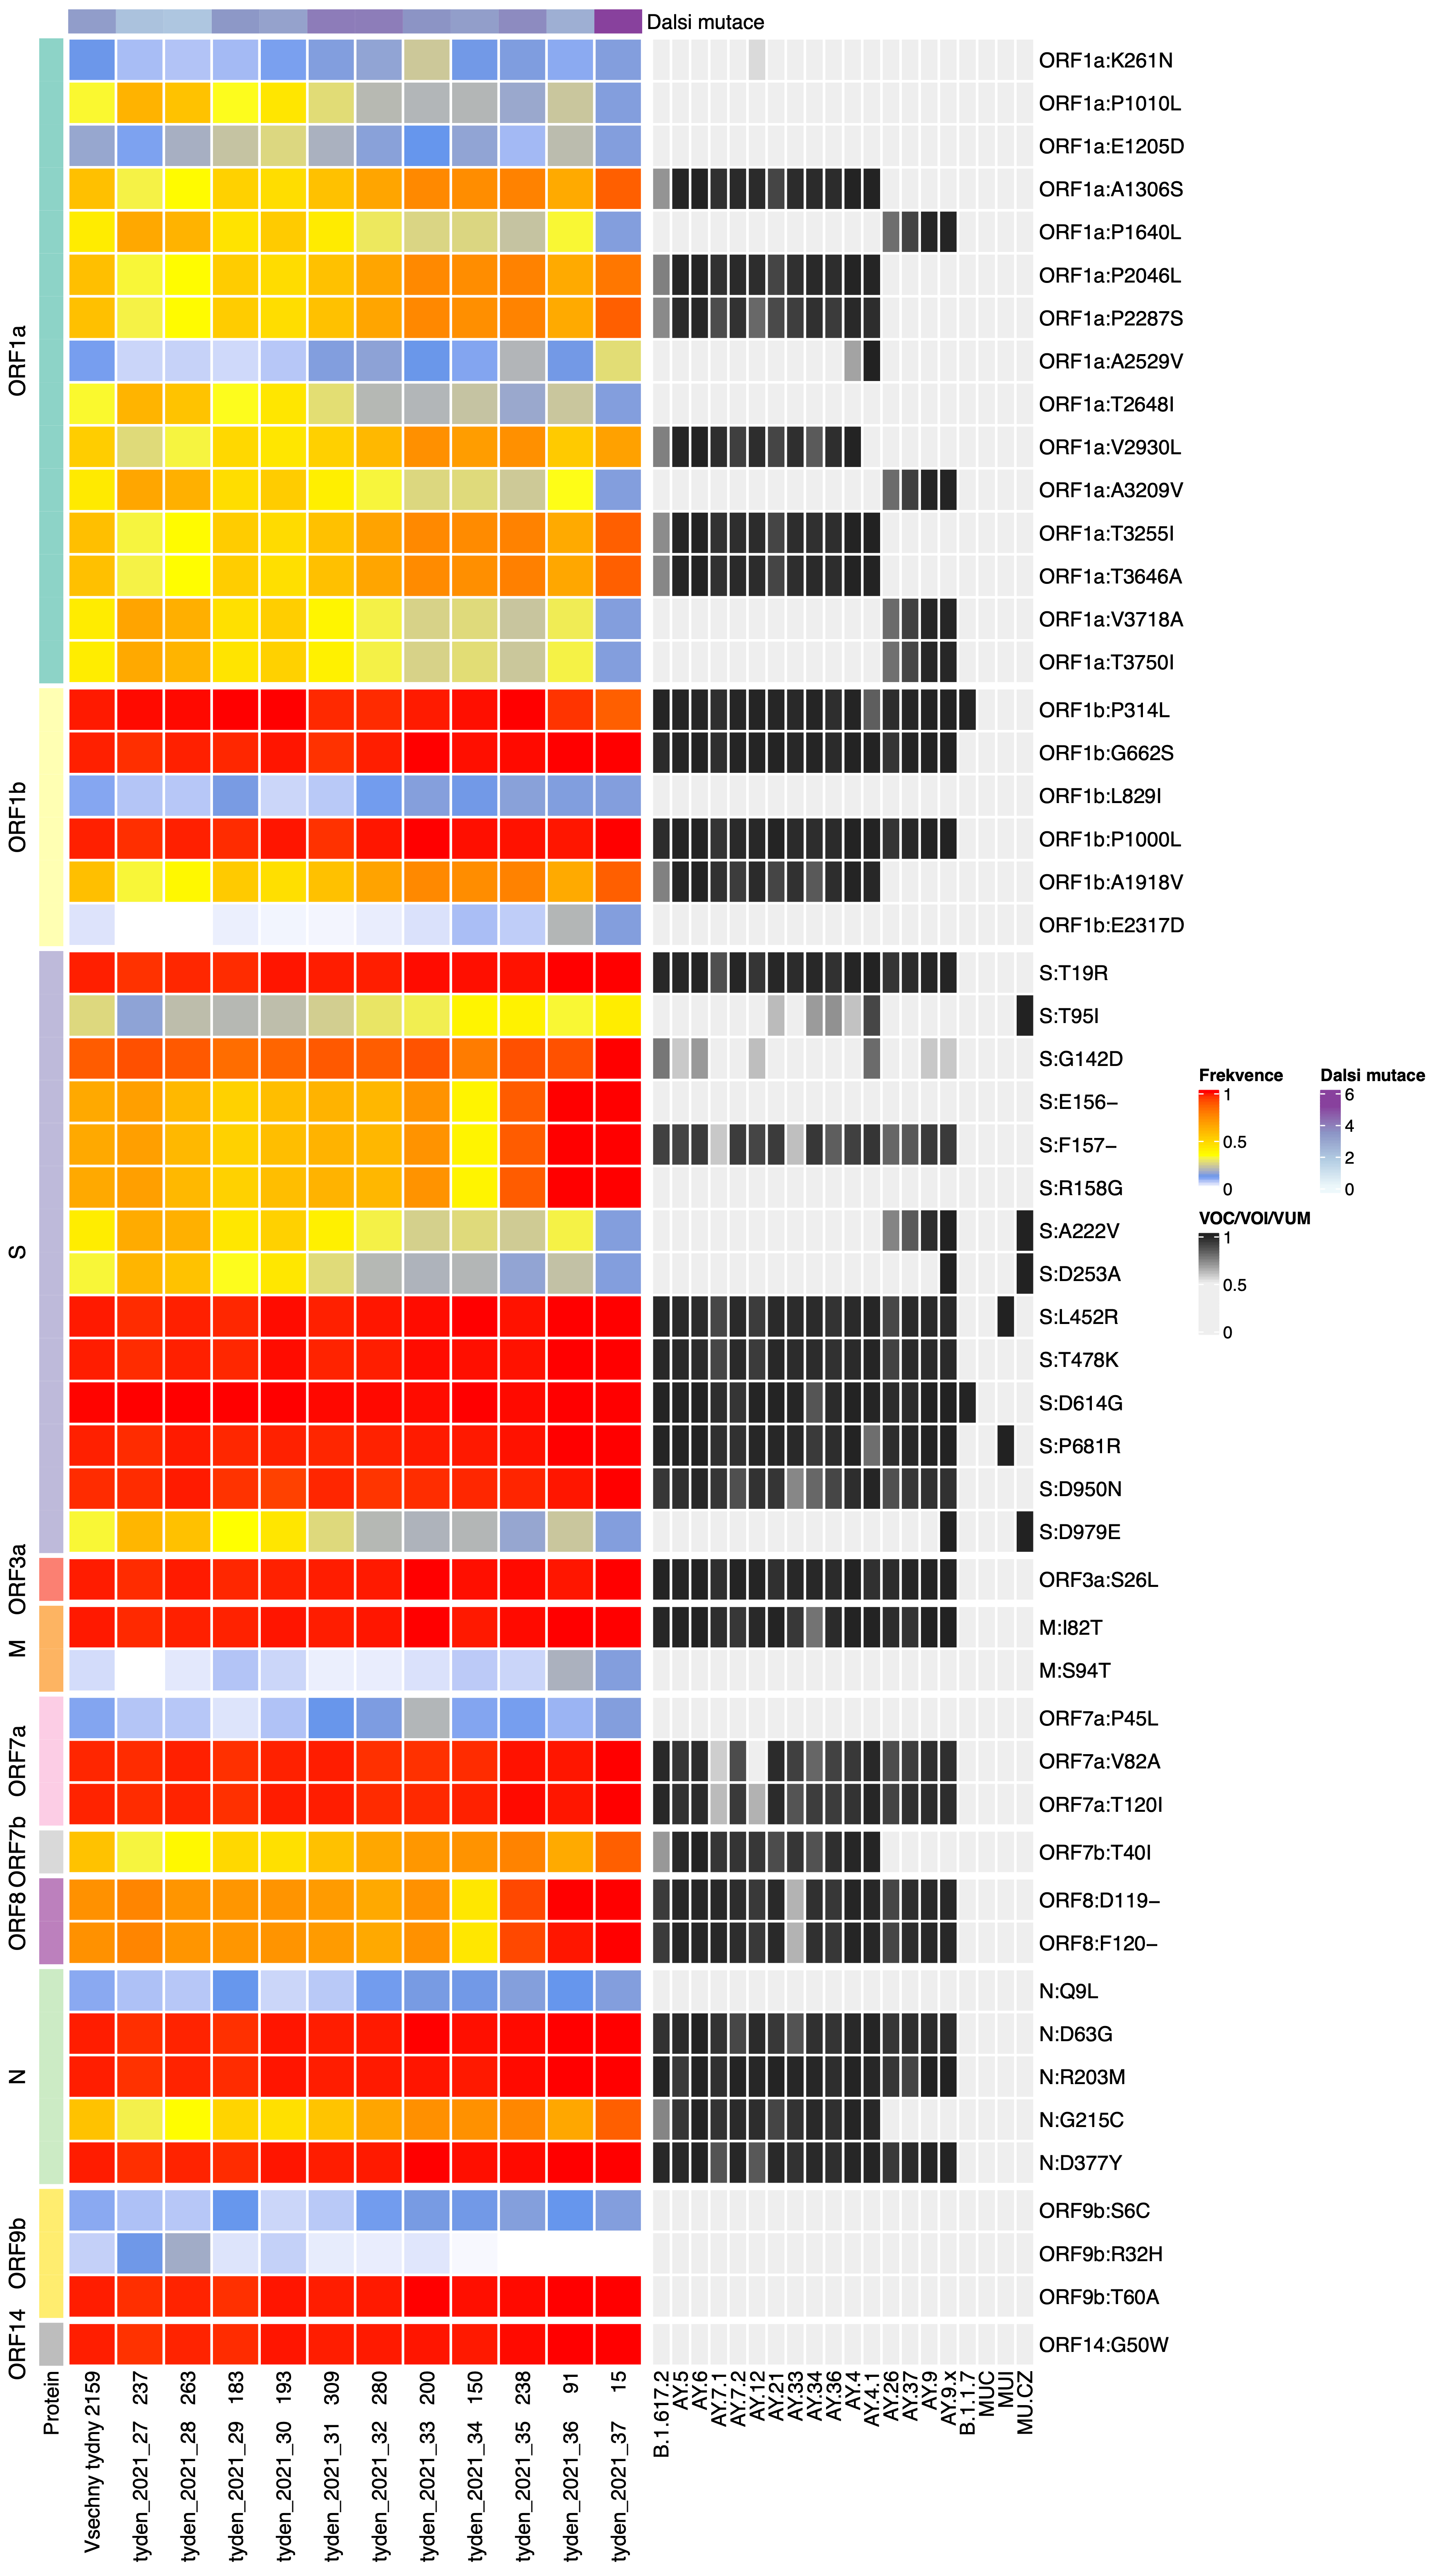 Dalsi mutace
ORF1a
ORF1a:K261N
ORF1a:P1010L
ORF1a:E1205D
ORF1a:A1306S
ORF1a:P1640L
ORF1a:P2046L
ORF1a:P2287S
ORF1a:A2529V
ORF1a:T2648I
ORF1a:V2930L
ORF1a:A3209V
ORF1a:T3255I
ORF1a:T3646A
ORF1a:V3718A
ORF1a:T3750I
ORF1b
ORF1b:P314L
ORF1b:G662S
ORF1b:L829I
ORF1b:P1000L
ORF1b:A1918V
ORF1b:E2317D
S
S:T19R
S:T95I
S:G142D
S:E156−
S:F157−
S:R158G
S:A222V
S:D253A
S:L452R
S:T478K
S:D614G
S:P681R
S:D950N
S:D979E
ORF3a
ORF3a:S26L
M
M:I82T
M:S94T
ORF7a
ORF7a:P45L
ORF7a:V82A
ORF7a:T120I
ORF7b
ORF7b:T40I
ORF8
ORF8:D119−
ORF8:F120−
N
N:Q9L
N:D63G
N:R203M
N:G215C
N:D377Y
ORF9b
ORF9b:S6C
ORF9b:R32H
ORF9b:T60A
ORF14
ORF14:G50W
Frekvence
1
0.5
0
Dalsi mutace
6
4
2
0
VOC/VOI/VUM
1
0.5
0
Protein
Vsechny tydny 2159
tyden_2021_27 237
tyden_2021_28 263
tyden_2021_29 183
tyden_2021_30 193
tyden_2021_31 309
tyden_2021_32 280
tyden_2021_33 200
tyden_2021_34 150
tyden_2021_35 238
tyden_2021_36 91
tyden_2021_37 15
B.1.617.2
AY.5
AY.6
AY.7.1
AY.7.2
AY.12
AY.21
AY.33
AY.34
AY.36
AY.4
AY.4.1
AY.26
AY.37
AY.9
AY.9.x
B.1.1.7
MUC
MUI
MU.CZ